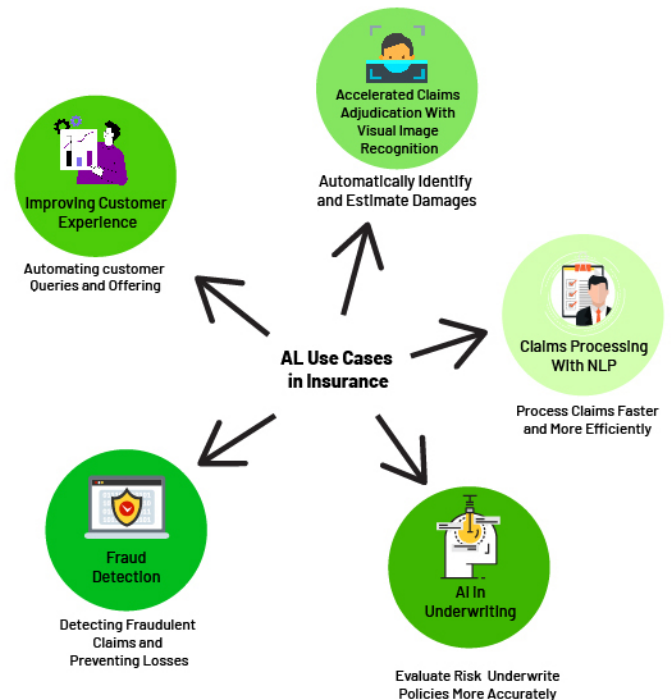 Accelerated Claims
Adjudication With
Visual Image
Recognition
Automatically Identify
and Estimate Damages
Improving Customer
Experience
Automating customer
Queries and Offering
Claims Processing
With NLP
Process Claims Faster
and More Efficiently
AL Use Cases
in Insurance
Fraud
Detection
Detecting Fraudulent
Claims and
Preventing Losses
AI in
Underwriting
Evaluate Risk Underwrite
Policies More Accurately